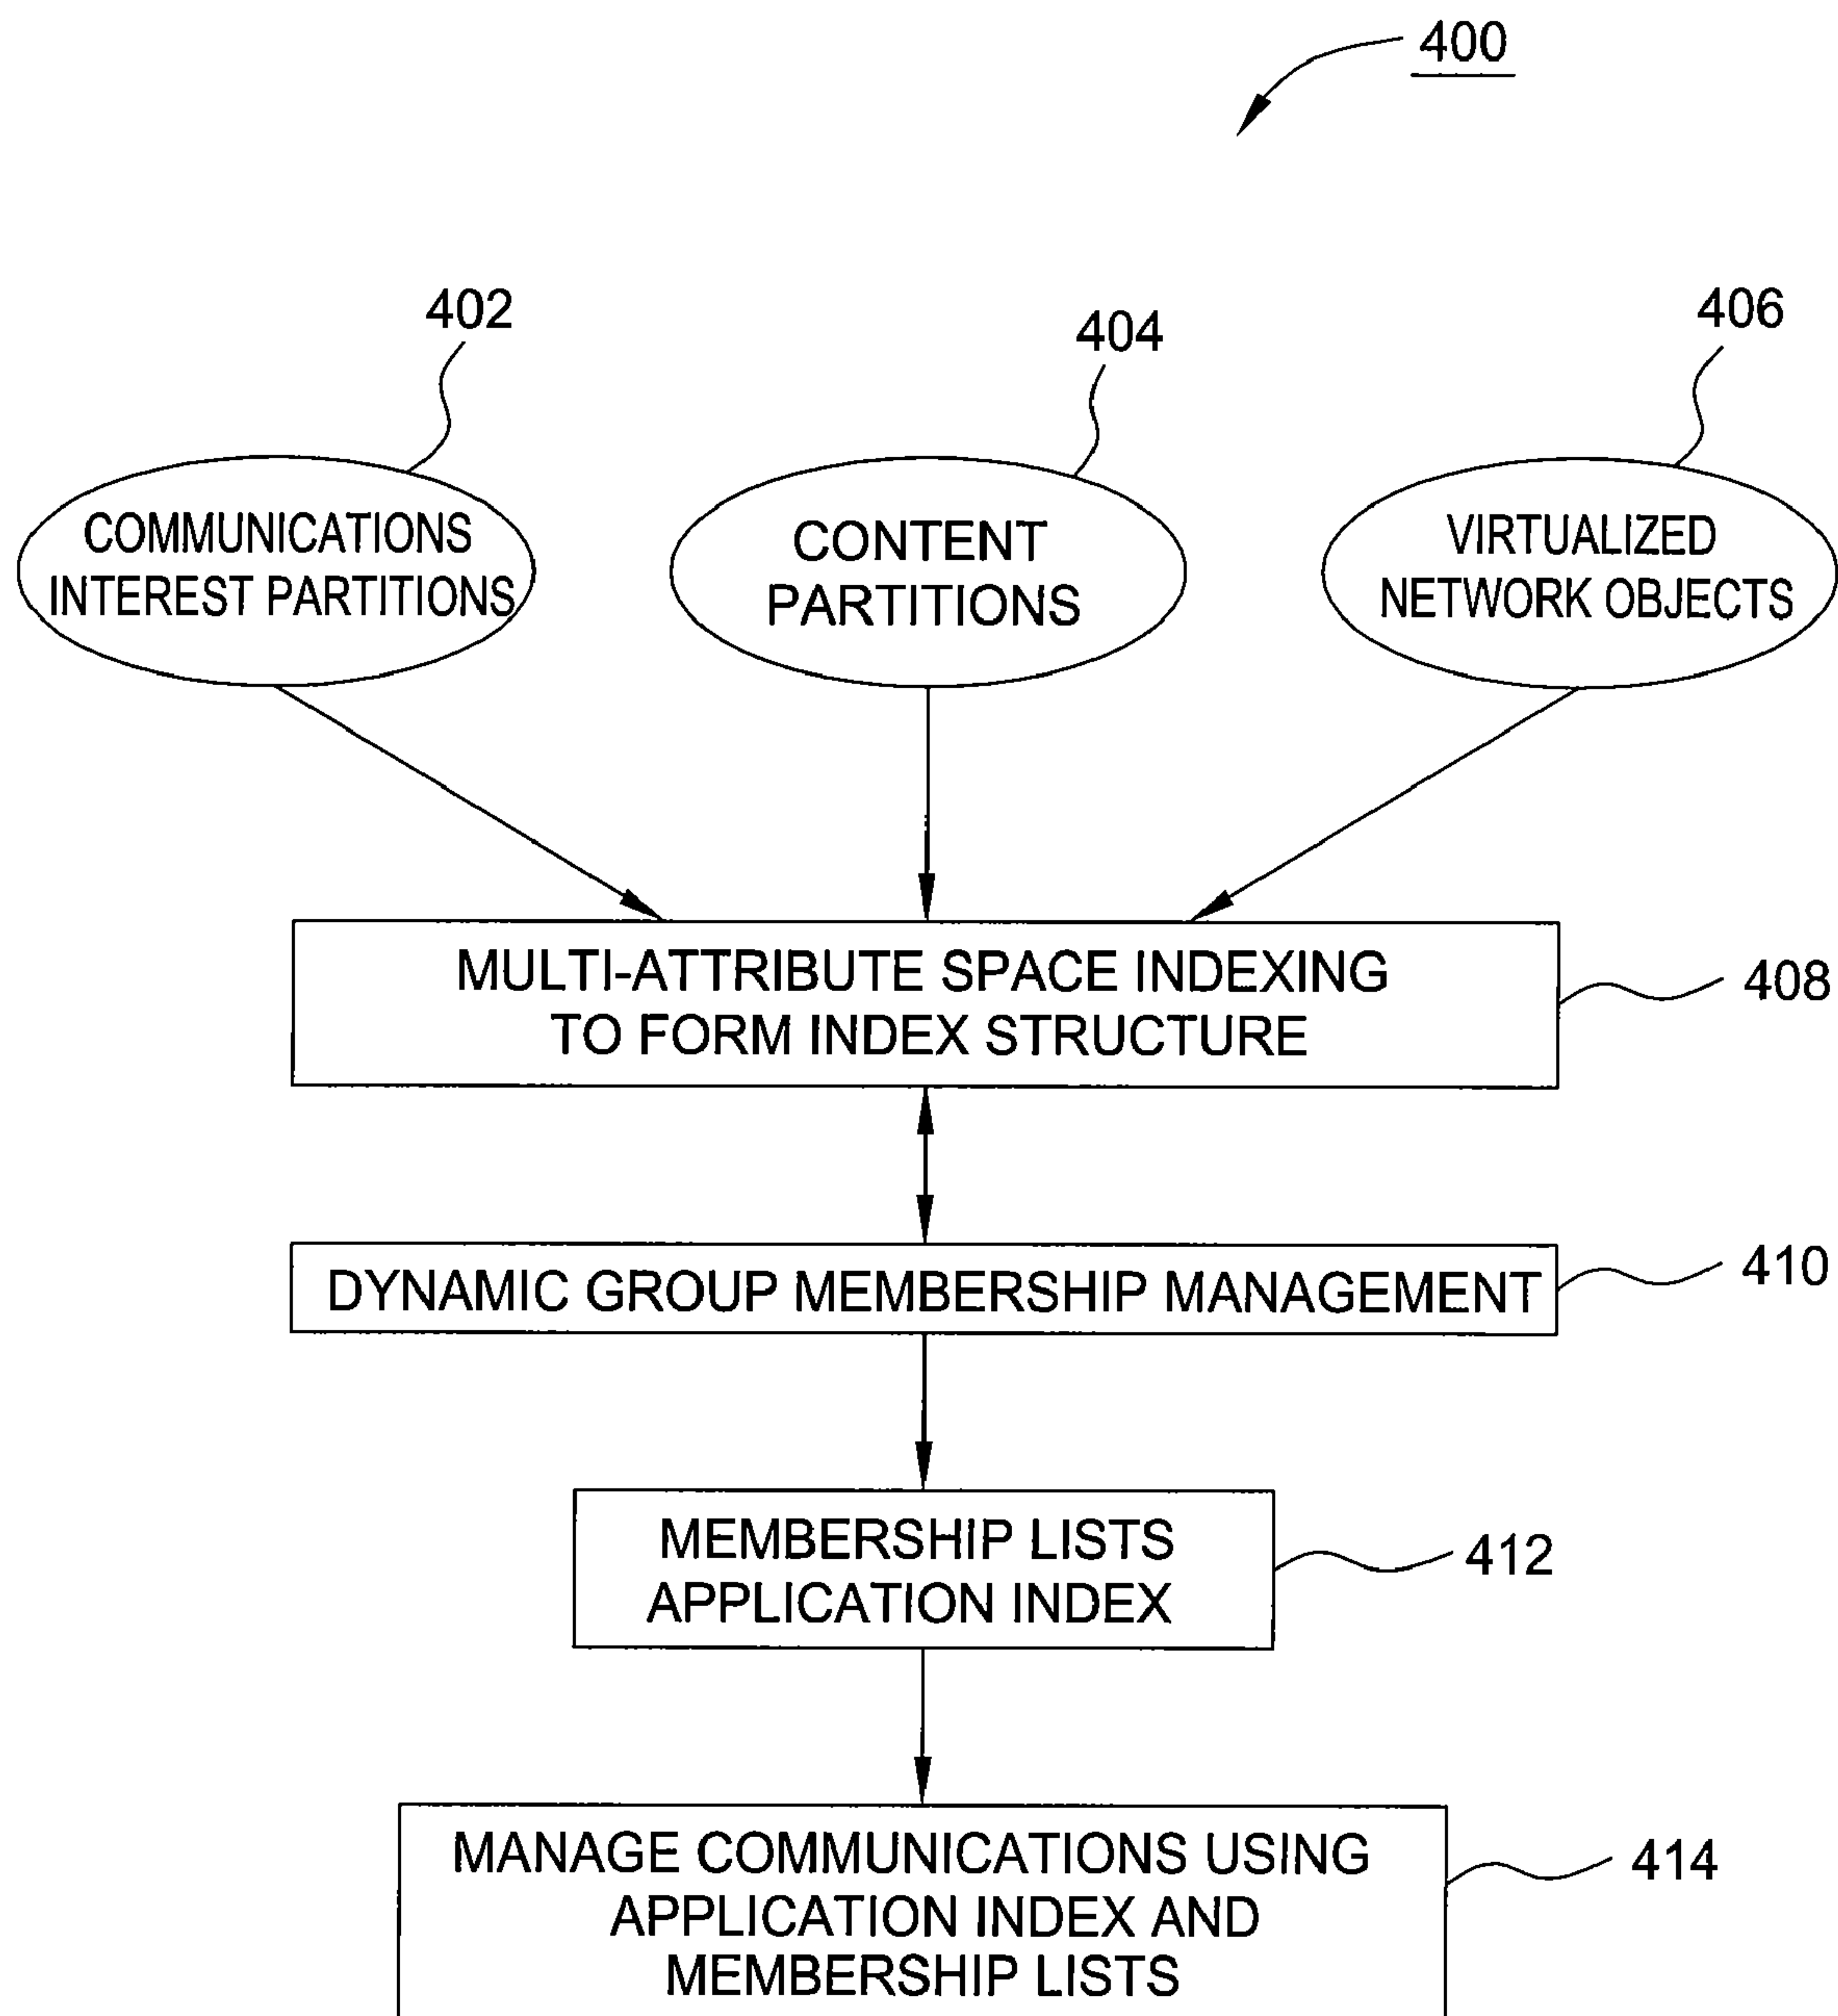 400
402
404
406
COMMUNICATIONS
INTEREST PARTITIONS
CONTENT
PARTITIONS
VIRTUALIZED
NETWORK OBJECTS
MULTI-ATTRIBUTE SPACE INDEXING
TO FORM INDEX STRUCTURE
408
DYNAMIC GROUP MEMBERSHIP MANAGEMENT
410
MEMBERSHIP LISTS
APPLICATION INDEX
412
MANAGE COMMUNICATIONS USING
APPLICATION INDEX AND
MEMBERSHIP LISTS
414